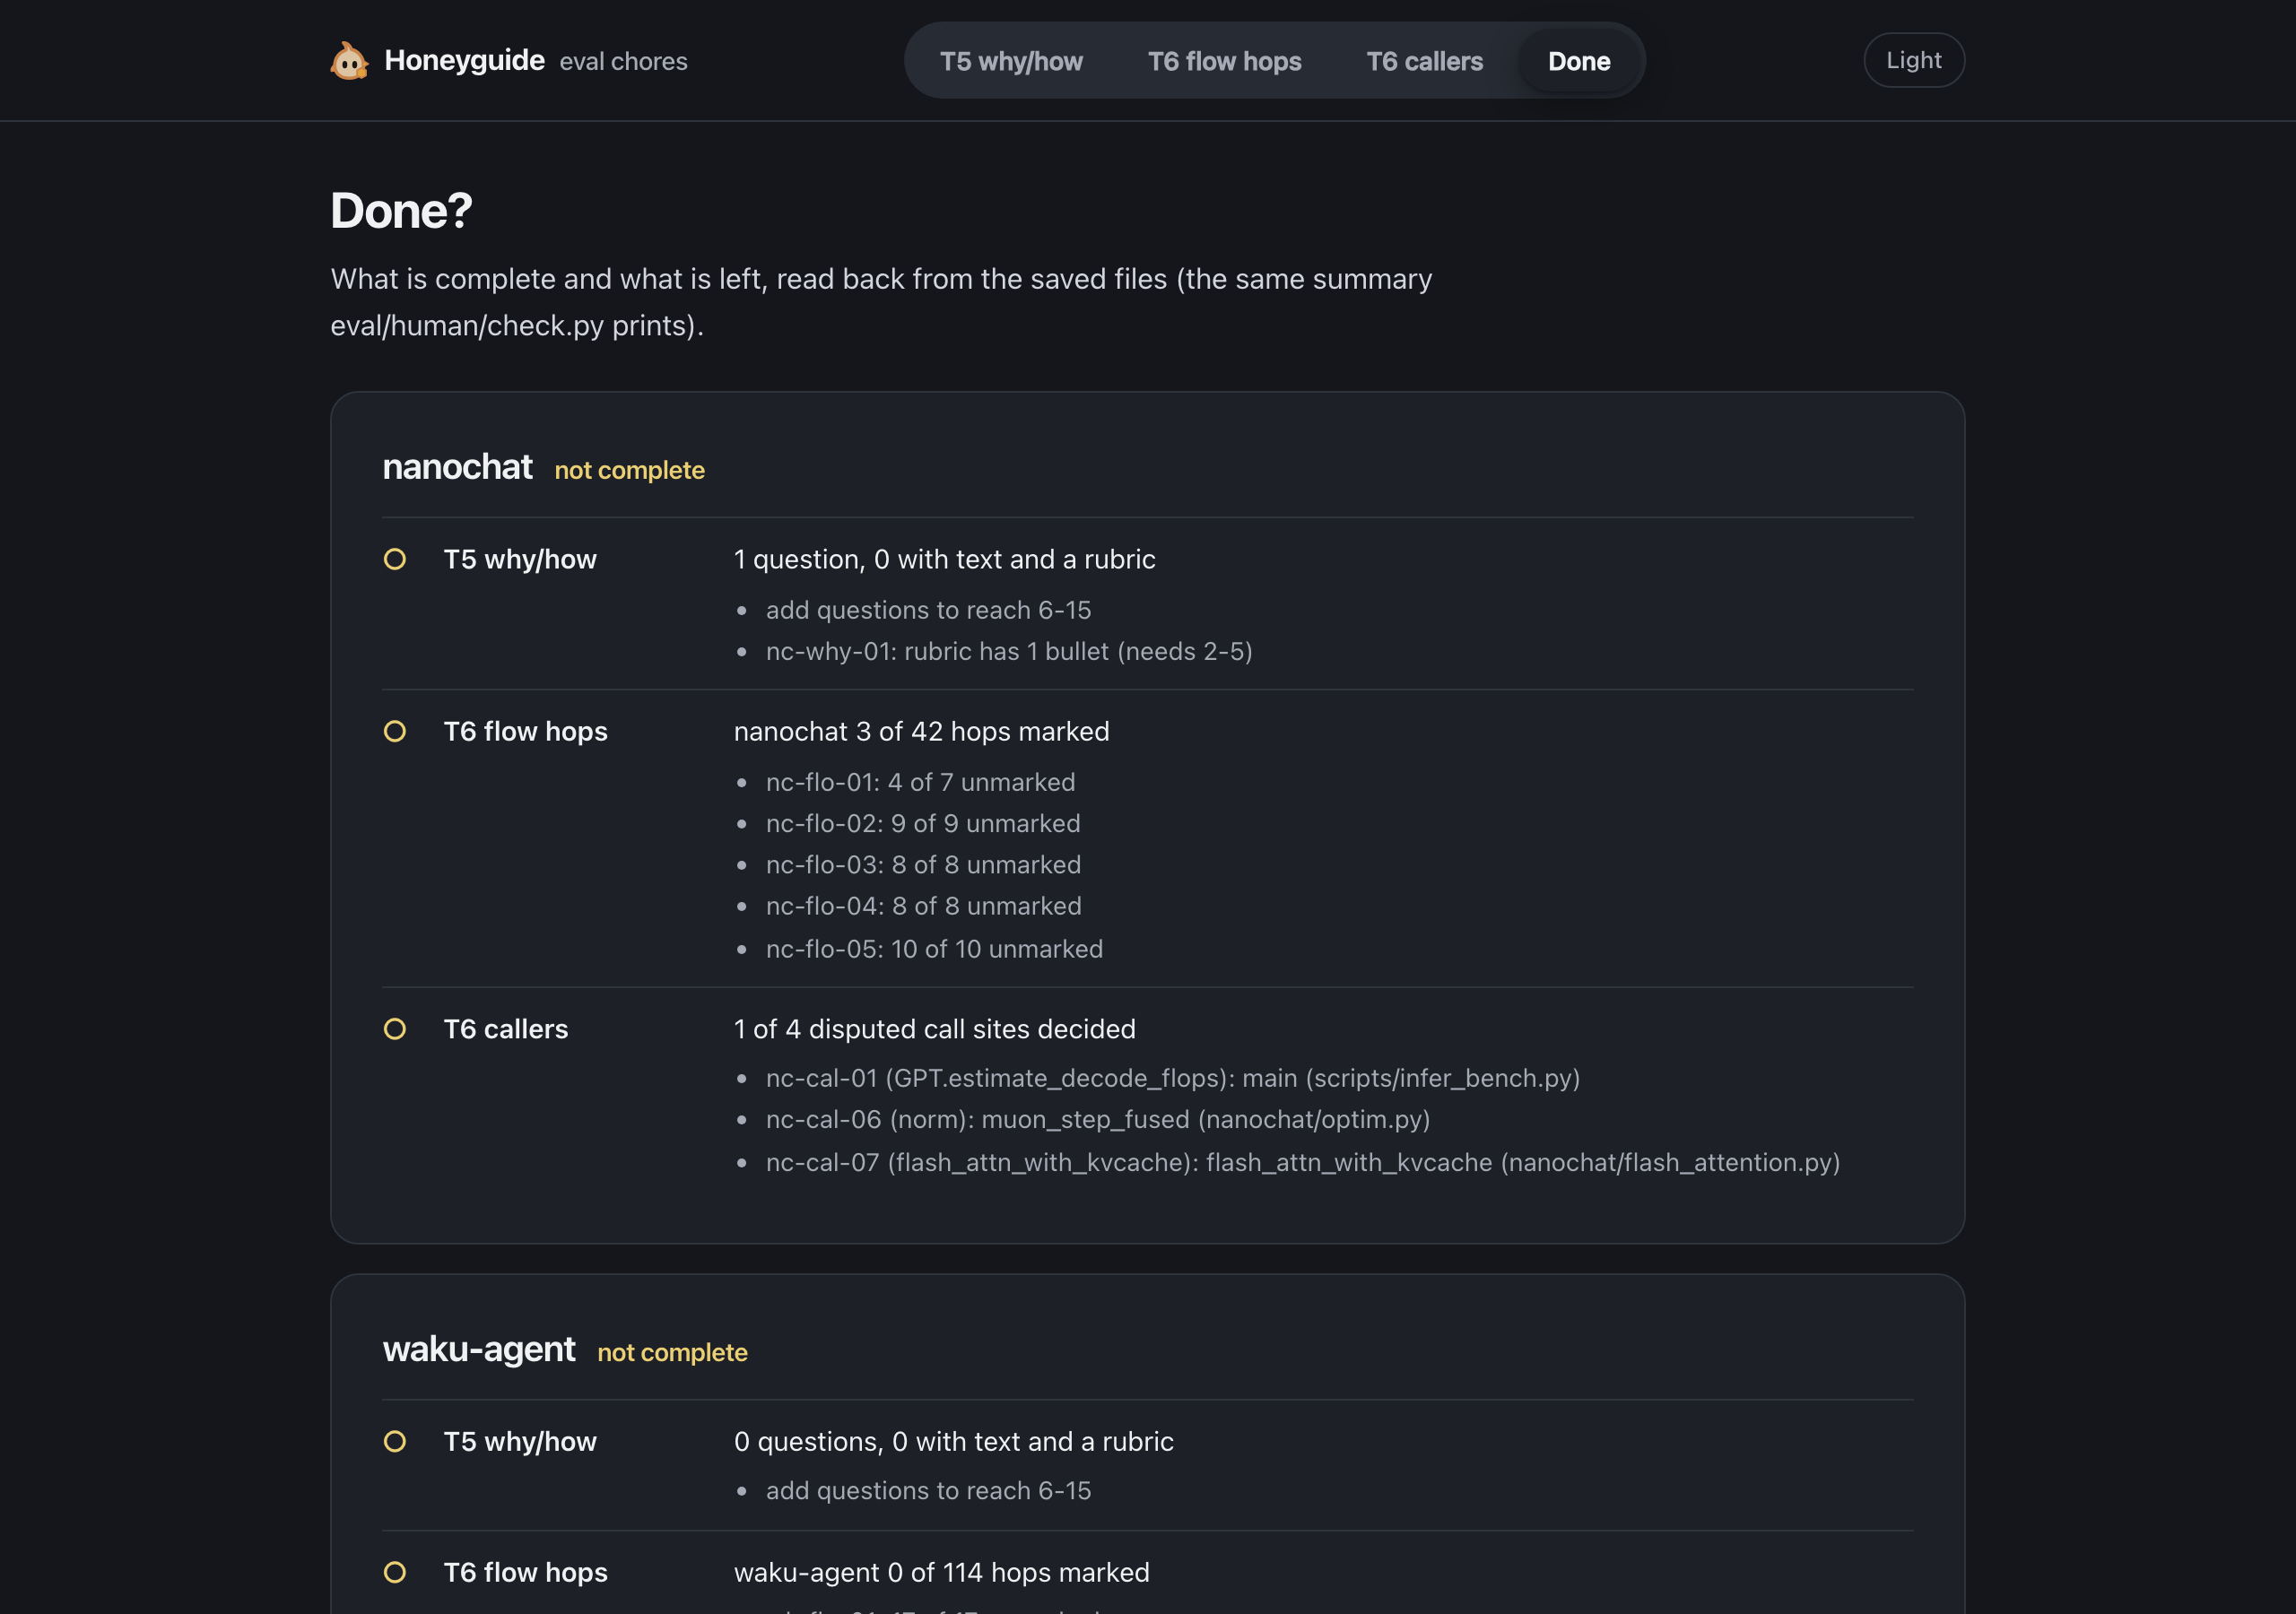 Honeyguide eval chores
T5 why/how
T6 flow hops
T6 callers
Done
Light
Done?
What is complete and what is left, read back from the saved files (the same summary
eval/human/check.py prints).
nanochat not complete
T5 why/how
1 question, 0 with text and a rubric
add questions to reach 6-15
nc-why-01: rubric has 1 bullet (needs 2-5)
T6 flow hops
nanochat 3 of 42 hops marked
nc-flo-01: 4 of 7 unmarked
nc-flo-02: 9 of 9 unmarked
nc-flo-03: 8 of 8 unmarked
nc-flo-04: 8 of 8 unmarked
nc-flo-05: 10 of 10 unmarked
T6 callers
1 of 4 disputed call sites decided
nc-cal-01 (GPT.estimate_decode_flops): main (scripts/infer_bench.py)
nc-cal-06 (norm): muon_step_fused (nanochat/optim.py)
nc-cal-07 (flash_attn_with_kvcache): flash_attn_with_kvcache (nanochat/flash_attention.py)
waku-agent not complete
T5 why/how
0 questions, 0 with text and a rubric
add questions to reach 6-15
T6 flow hops
waku-agent 0 of 114 hops marked